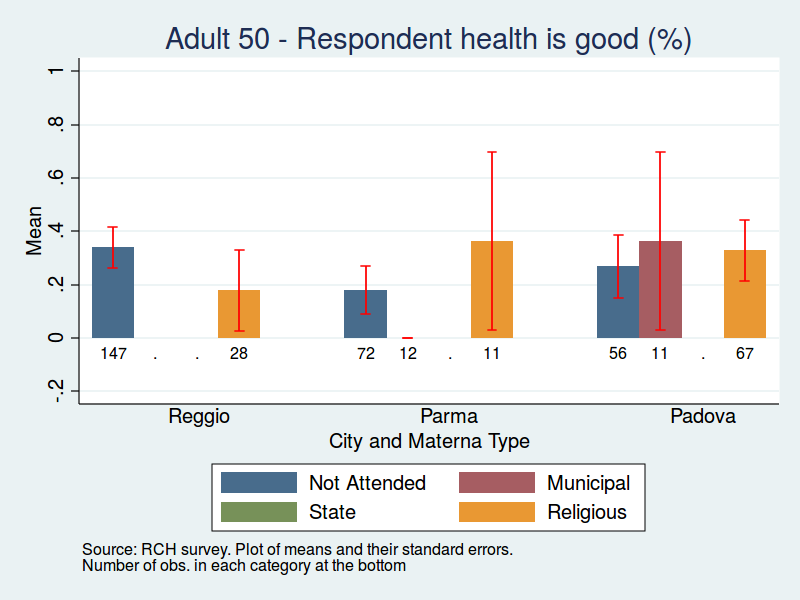 Adult 50 - Respondent health is good (%)
1
.8
.6
.4
.2
0
-.2
Mean
147 . . 28 72 12 . 11 56 11 . 67
Reggio Parma Padova
City and Materna Type
Not Attended Municipal
State Religious
Source: RCH survey. Plot of means and their standard errors.
Number of obs. in each category at the bottom